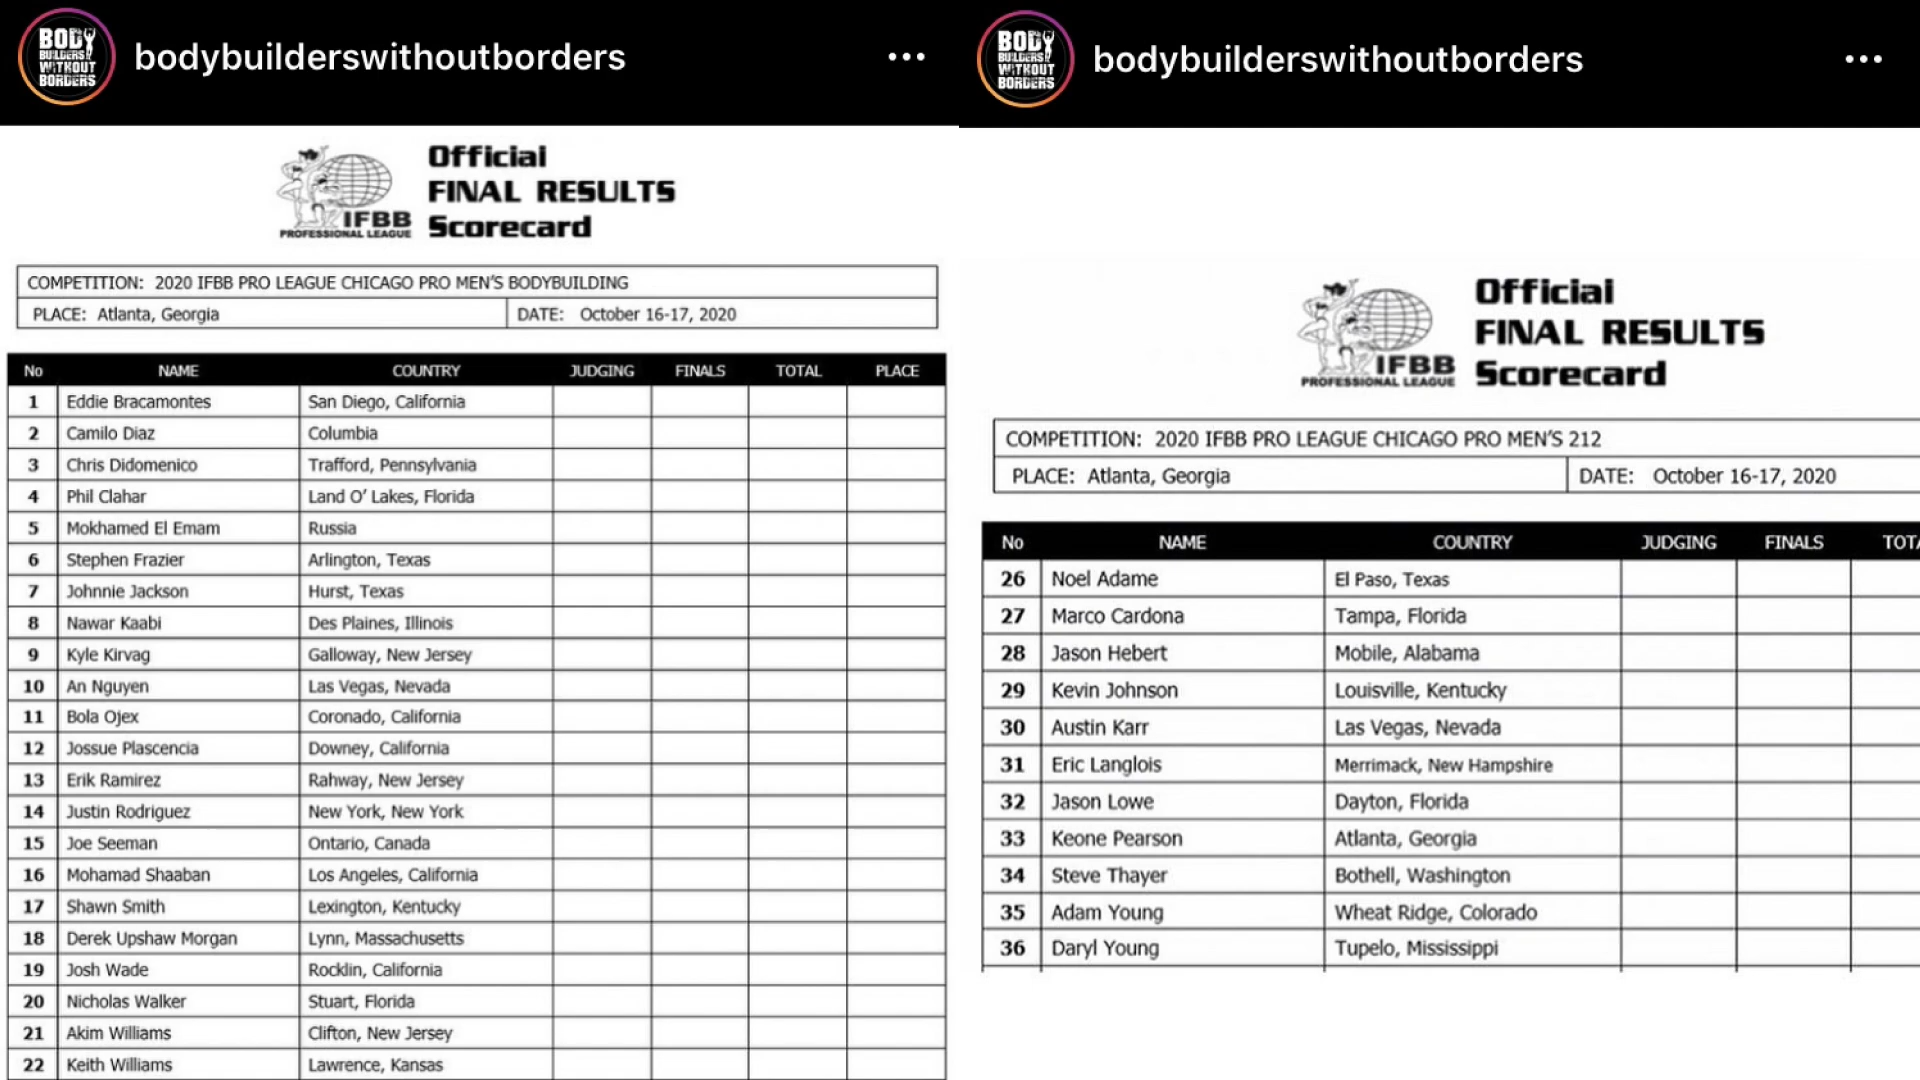 BODY
BUILDERS
WITHOUT
BORDERS
bodybuilderswithoutborders
Official
FINAL RESULTS
Scorecard
IFBB
PROFESSIONAL LEAGUE
COMPETITION: 2020 IFBB PRO LEAGUE CHICAGO PRO MEN'S BODYBUILDING
PLACE: Atlanta, Georgia DATE: October 16-17, 2020
No NAME COUNTRY JUDGING FINALS TOTAL PLACE
1 Eddie Bracamontes San Diego, California
2 Camilo Diaz Columbia
3 Chris Didomenico Trafford, Pennsylvania
4 Phil Clahar Land O' Lakes, Florida
5 Mokhamed El Emam Russia
6 Stephen Frazier Arlington, Texas
7 Johnnie Jackson Hurst, Texas
8 Nawar Kaabi Des Plaines, Illinois
9 Kyle Kirvag Galloway, New Jersey
10 An Nguyen Las Vegas, Nevada
11 Bola Ojex Coronado, California
12 Jossue Plascencia Downey, California
13 Erik Ramirez Rahway, New Jersey
14 Justin Rodriguez New York, New York
15 Joe Seeman Ontario, Canada
16 Mohamad Shaaban Los Angeles, California
17 Shawn Smith Lexington, Kentucky
18 Derek Upshaw Morgan Lynn, Massachusetts
19 Josh Wade Rocklin, California
20 Nicholas Walker Stuart, Florida
21 Akim Williams Clifton, New Jersey
22 Keith Williams Lawrence, Kansas
BODY
BUILDERS
WITHOUT
BORDERS
bodybuilderswithoutborders
Official
FINAL RESULTS
Scorecard
IFBB
PROFESSIONAL LEAGUE
COMPETITION: 2020 IFBB PRO LEAGUE CHICAGO PRO MEN'S 212
PLACE: Atlanta, Georgia DATE: October 16-17, 2020
No NAME COUNTRY JUDGING FINALS TOTA
26 Noel Adame El Paso, Texas
27 Marco Cardona Tampa, Florida
28 Jason Hebert Mobile, Alabama
29 Kevin Johnson Louisville, Kentucky
30 Austin Karr Las Vegas, Nevada
31 Eric Langlois Merrimack, New Hampshire
32 Jason Lowe Dayton, Florida
33 Keone Pearson Atlanta, Georgia
34 Steve Thayer Bothell, Washington
35 Adam Young Wheat Ridge, Colorado
36 Daryl Young Tupelo, Mississippi